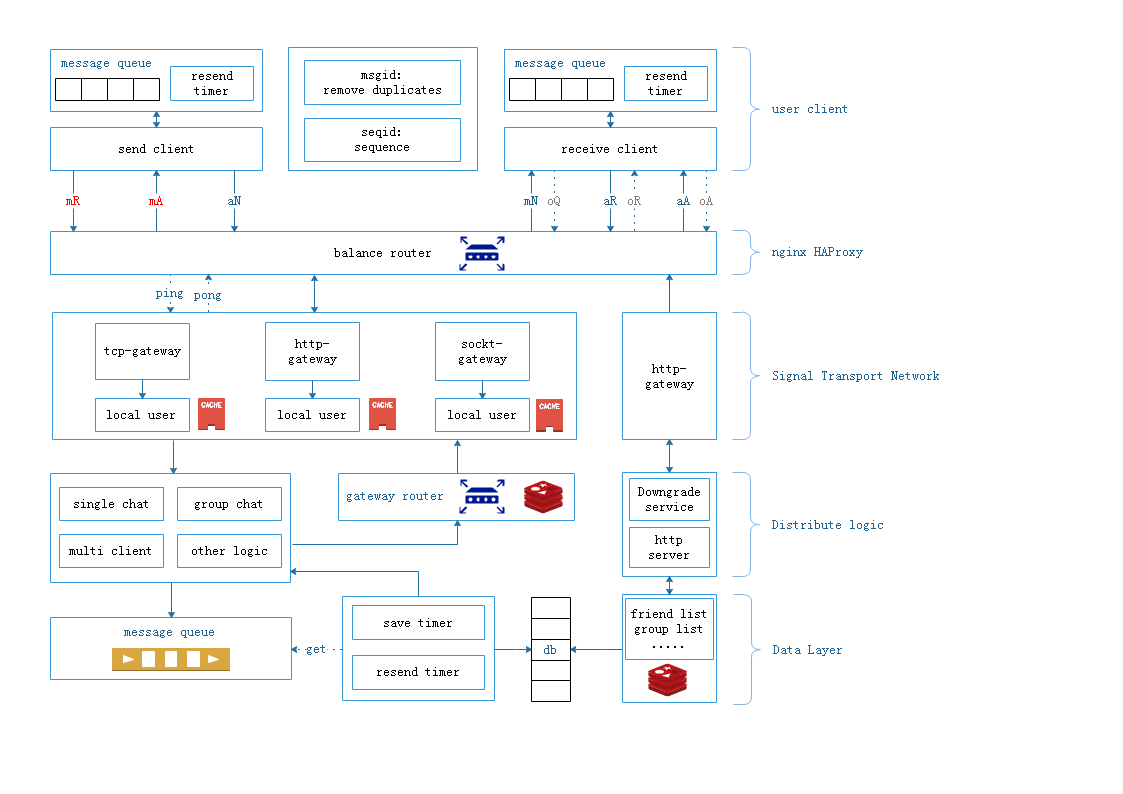 message queue
resend
timer
msgid:
remove duplicates
message queue
resend
timer
user client
send client
seqid:
sequence
receive client
mR
mA
aN
mN
oQ
aR
oR
aA
oA
balance router
nginx HAProxy
ping
pong
tcp-gateway
http-
gateway
sockt-
gateway
http-
gateway
Signal Transport Network
local user
CACHE
local user
CACHE
local user
CACHE
single chat
group chat
gateway router
Downgrade
service
Distribute logic
multi client
other logic
http
server
message queue
save timer
friend list
group list
.....
get
db
Data Layer
resend timer